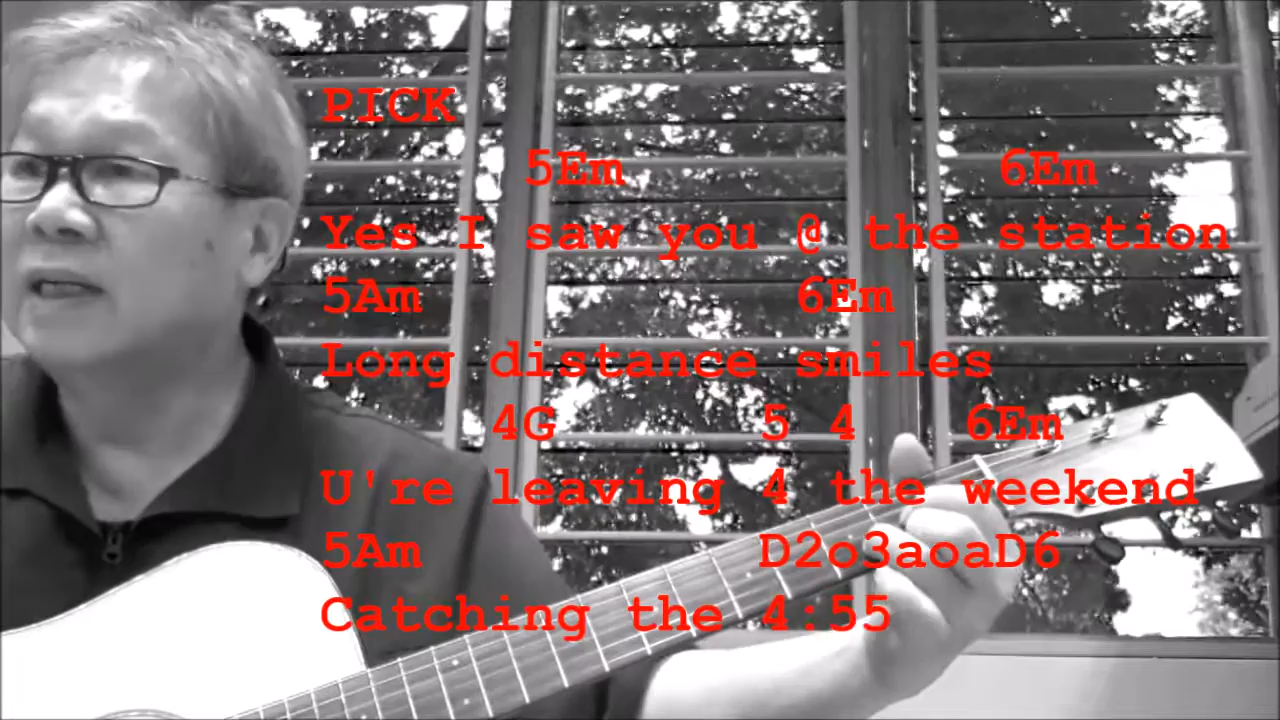 PICK
5Em 6Em
Yes I saw you @ the station
5Am 6Em
Long distance smiles
4G 5 4 6Em
U're leaving 4 the weekend
5Am D2o3aoaD6
Catching the 4:55